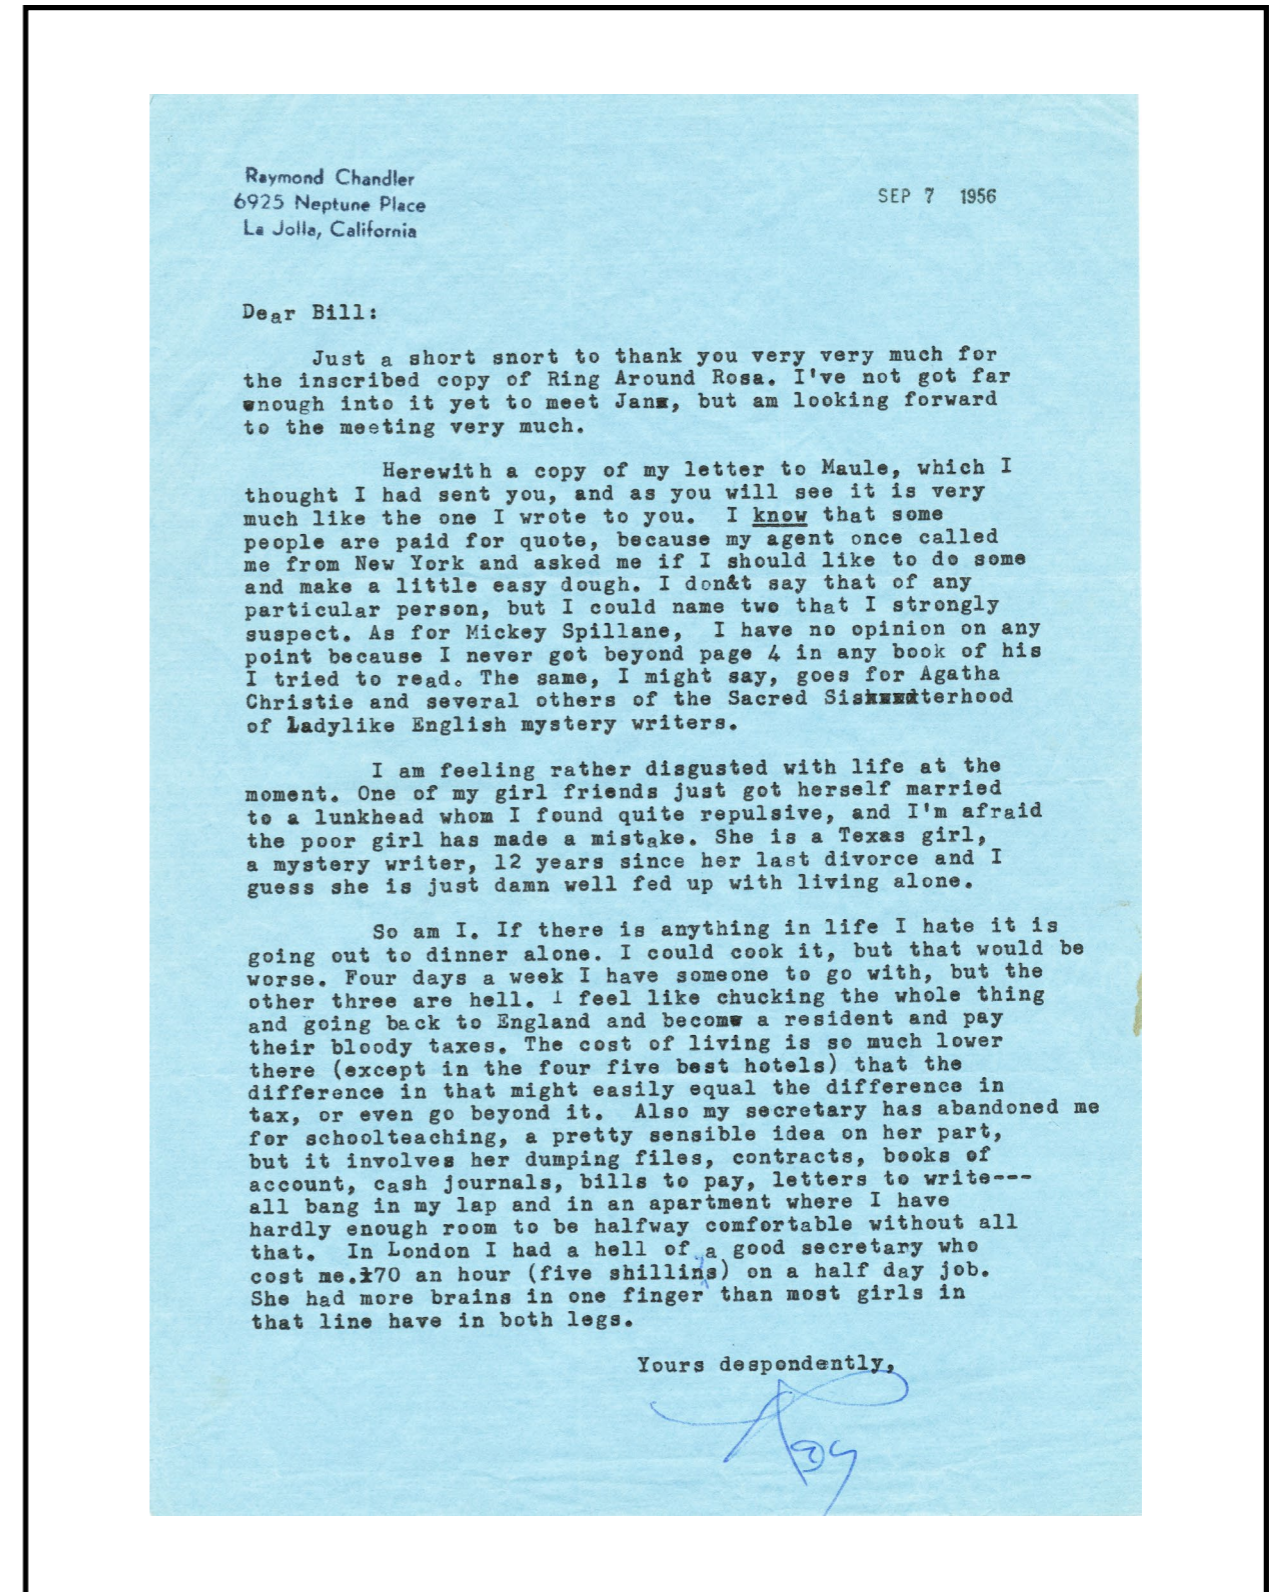 Raymond Chandler
6925 Neptune Place
La Jolla, California
SEP 7 1956
Dear Bill:
Just a short snort to thank you very very much for
the inscribed copy of Ring Around Rosa. I've not got far
enough into it yet to meet Jane, but am looking forward
to the meeting very much.
Herewith a copy of my letter to Maule, which I
thought I had sent you, and as you will see it is very
much like the one I wrote to you. I know that some
people are paid for quote, because my agent once called
me from New York and asked me if I should like to do some
and make a little easy dough. I don&t say that of any
particular person, but I could name two that I strongly
suspect. As for Mickey Spillane, I have no opinion on any
point because I never got beyond page 4 in any book of his
I tried to read. The same, I might say, goes for Agatha
Christie and several others of the Sacred Sisterhood
of Ladylike English mystery writers.
I am feeling rather disgusted with life at the
moment. One of my girl friends just got herself married
to a lunkhead whom I found quite repulsive, and I'm afraid
the poor girl has made a mistake. She is a Texas girl,
a mystery writer, 12 years since her last divorce and I
guess she is just damn well fed up with living alone.
So am I. If there is anything in life I hate it is
going out to dinner alone. I could cook it, but that would be
worse. Four days a week I have someone to go with, but the
other three are hell. I feel like chucking the whole thing
and going back to England and become a resident and pay
their bloody taxes. The cost of living is so much lower
there (except in the four five best hotels) that the
difference in that might easily equal the difference in
tax, or even go beyond it. Also my secretary has abandoned me
for schoolteaching, a pretty sensible idea on her part,
but it involves her dumping files, contracts, books of
account, cash journals, bills to pay, letters to write---
all bang in my lap and in an apartment where I have
hardly enough room to be halfway comfortable without all
that. In London I had a hell of a good secretary who
cost me.70 an hour (five shillings) on a half day job.
She had more brains in one finger than most girls in
that line have in both legs.
Yours despondently,
Ray